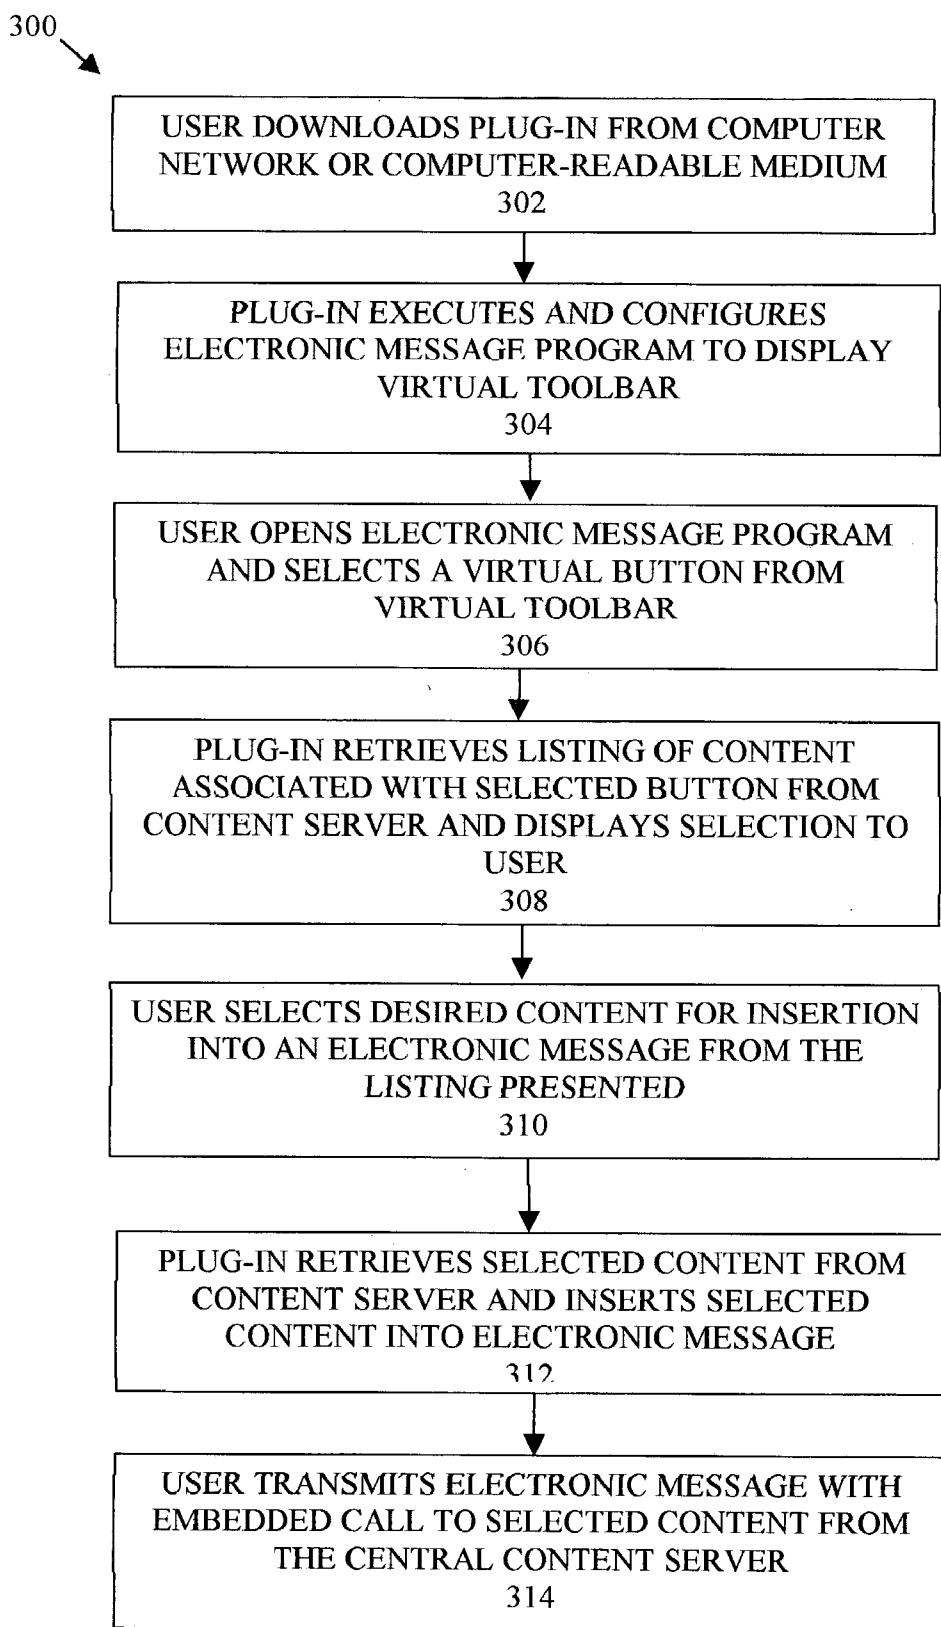 300
USER DOWNLOADS PLUG-IN FROM COMPUTER
NETWORK OR COMPUTER-READABLE MEDIUM
302
PLUG-IN EXECUTES AND CONFIGURES
ELECTRONIC MESSAGE PROGRAM TO DISPLAY
VIRTUAL TOOLBAR
304
USER OPENS ELECTRONIC MESSAGE PROGRAM
AND SELECTS A VIRTUAL BUTTON FROM
VIRTUAL TOOLBAR
306
PLUG-IN RETRIEVES LISTING OF CONTENT
ASSOCIATED WITH SELECTED BUTTON FROM
CONTENT SERVER AND DISPLAYS SELECTION TO
USER
308
USER SELECTS DESIRED CONTENT FOR INSERTION
INTO AN ELECTRONIC MESSAGE FROM THE
LISTING PRESENTED
310
PLUG-IN RETRIEVES SELECTED CONTENT FROM
CONTENT SERVER AND INSERTS SELECTED
CONTENT INTO ELECTRONIC MESSAGE
312
USER TRANSMITS ELECTRONIC MESSAGE WITH
EMBEDDED CALL TO SELECTED CONTENT FROM
THE CENTRAL CONTENT SERVER
314